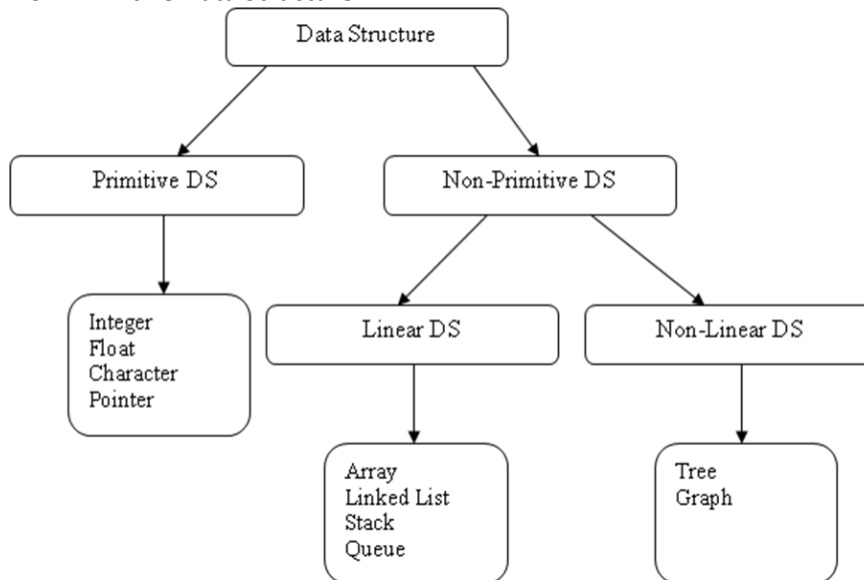 Data Structure
Primitive DS
Non-Primitive DS
Integer
Float
Character
Pointer
Linear DS
Non-Linear DS
Array
Linked List
Stack
Queue
Tree
Graph